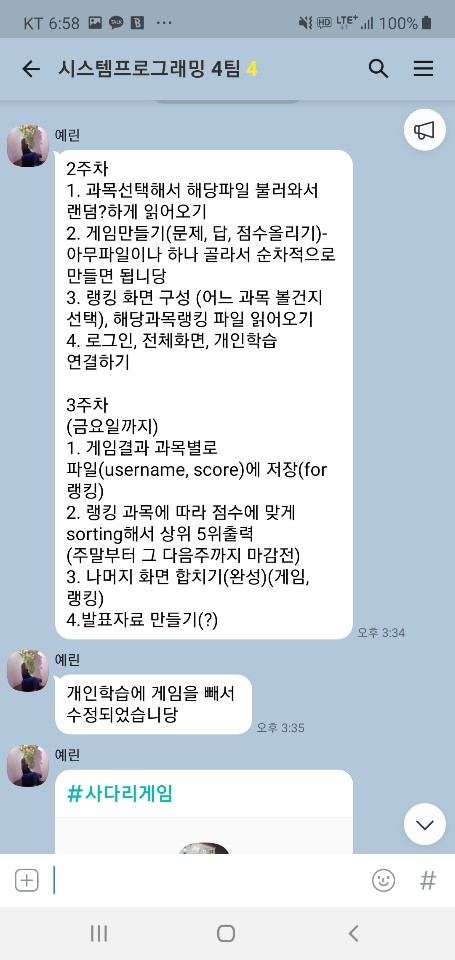 KT 6:58 TALK B ··· HD LTE+ 100%
시스템프로그래밍 4팀 4
예린
2주차
1. 과목선택해서 해당파일 불러와서
랜덤?하게 읽어오기
2. 게임만들기(문제, 답, 점수올리기)-
아무파일이나 하나 골라서 순차적으로
만들면 됩니당
3. 랭킹 화면 구성 (어느 과목 볼건지
선택), 해당과목랭킹 파일 읽어오기
4. 로그인, 전체화면, 개인학습
연결하기
3주차
(금요일까지)
1. 게임결과 과목별로
파일(username, score)에 저장(for
랭킹)
2. 랭킹 과목에 따라 점수에 맞게
sorting해서 상위 5위출력
(주말부터 그 다음주까지 마감전)
3. 나머지 화면 합치기(완성)(게임,
랭킹)
4.발표자료 만들기(?)
오후 3:34
예린
개인학습에 게임을 빼서
수정되었습니당
오후 3:35
예린
#사다리게임
#